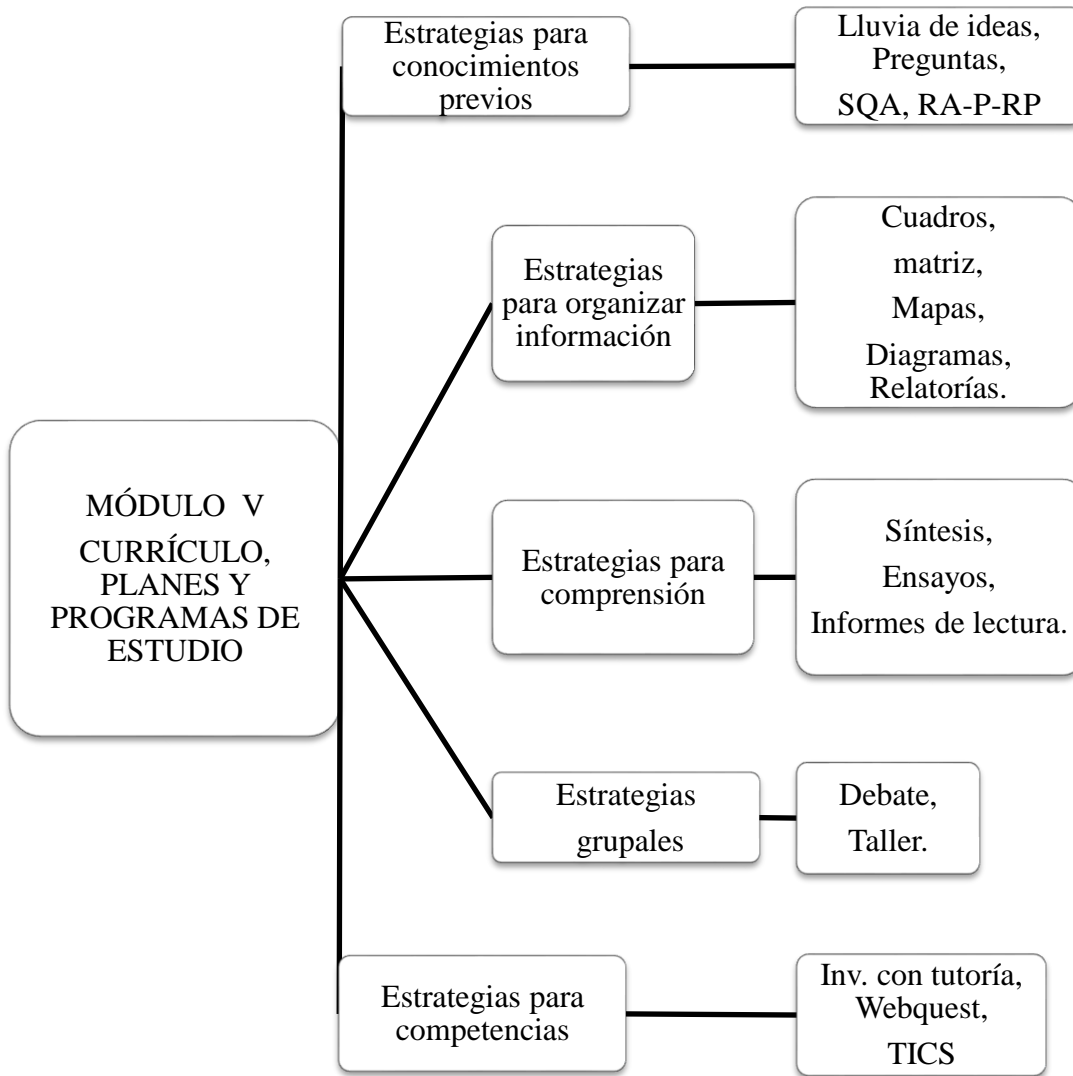 Estrategias para
conocimientos
previos
Lluvia de ideas,
Preguntas,
SQA, RA-P-RP
Estrategias
para organizar
información
Cuadros,
matriz,
Mapas,
Diagramas,
Relatorías.
MÓDULO V
CURRÍCULO,
PLANES Y
PROGRAMAS DE
ESTUDIO
Estrategias para
comprensión
Síntesis,
Ensayos,
Informes de lectura.
Estrategias
grupales
Debate,
Taller.
Estrategias para
competencias
Inv. con tutoría,
Webquest,
TICS